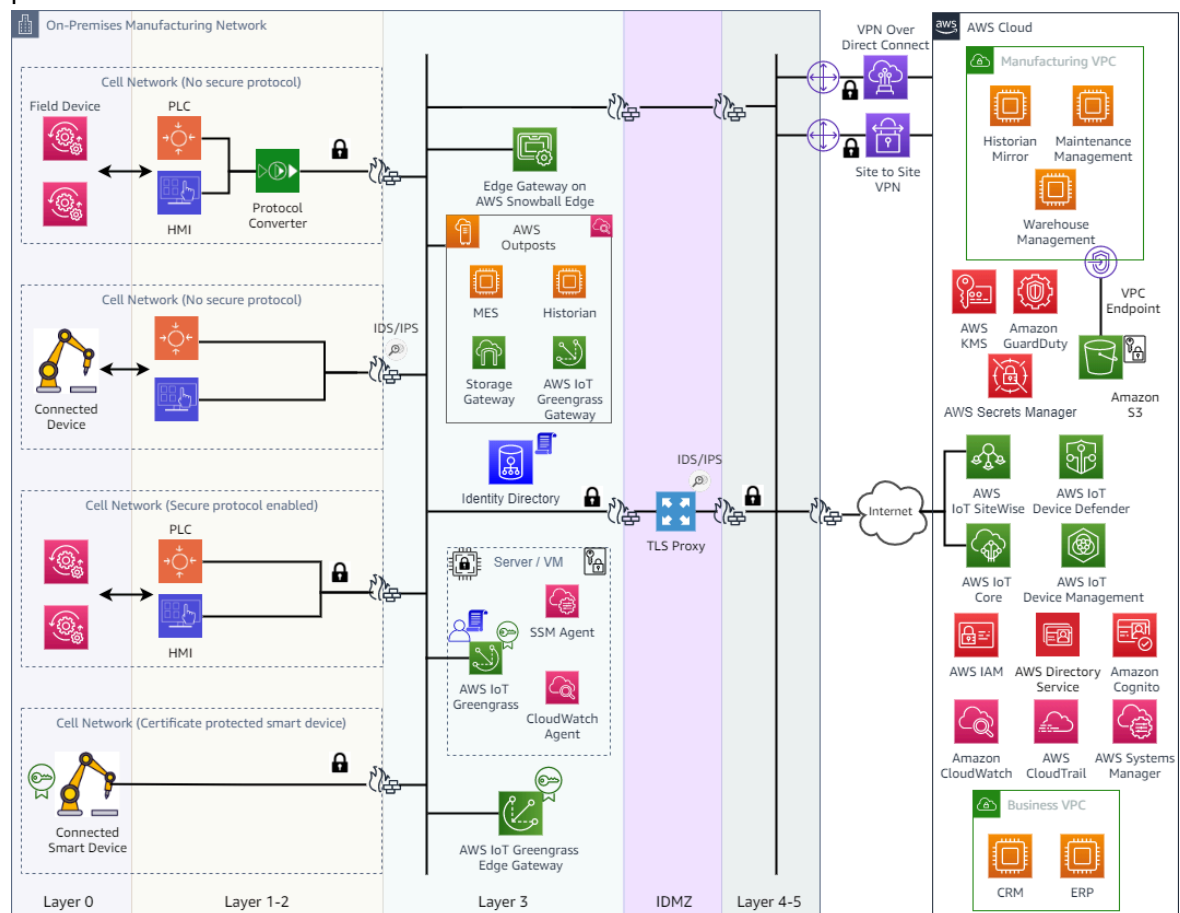 On-Premises Manufacturing Network
Cell Network (No secure protocol)
Field Device
PLC
HMI
Protocol
Converter
Cell Network (No secure protocol)
Connected
Device
IDS/IPS
Cell Network (Secure protocol enabled)
PLC
HMI
Cell Network (Certificate protected smart device)
Connected
Smart Device
Edge Gateway on
AWS Snowball Edge
AWS
Outposts
MES
Historian
Storage
Gateway
AWS IoT
Greengrass
Gateway
Identity Directory
Server / VM
SSM Agent
AWS IoT
Greengrass
CloudWatch
Agent
AWS IoT Greengrass
Edge Gateway
IDS/IPS
TLS Proxy
VPN Over
Direct Connect
Site to Site
VPN
Internet
aws
AWS Cloud
Manufacturing VPC
Historian
Mirror
Maintenance
Management
Warehouse
Management
VPC
Endpoint
AWS
KMS
Amazon
GuardDuty
AWS Secrets Manager
Amazon
S3
AWS
IoT SiteWise
AWS IoT
Device Defender
AWS IoT
Core
AWS IoT
Device Management
AWS IAM
AWS Directory
Service
Amazon
Cognito
Amazon
CloudWatch
AWS
CloudTrail
AWS Systems
Manager
Business VPC
CRM
ERP
Layer 0
Layer 1-2
Layer 3
IDMZ
Layer 4-5